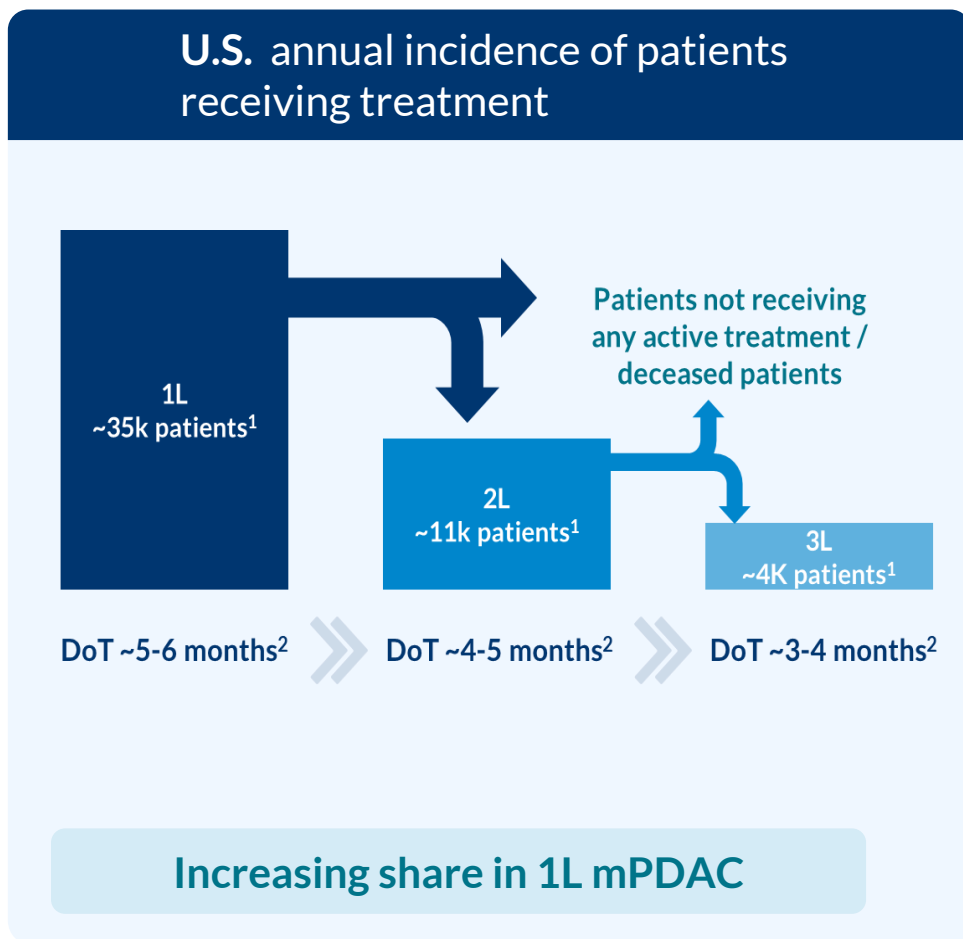 U.S. annual incidence of patients
receiving treatment
1L
~35k patients¹
Patients not receiving
any active treatment /
deceased patients
2L
~11k patients¹
3L
~4K patients¹
DoT ~5-6 months²
DoT ~4-5 months²
DoT ~3-4 months²
Increasing share in 1L mPDAC